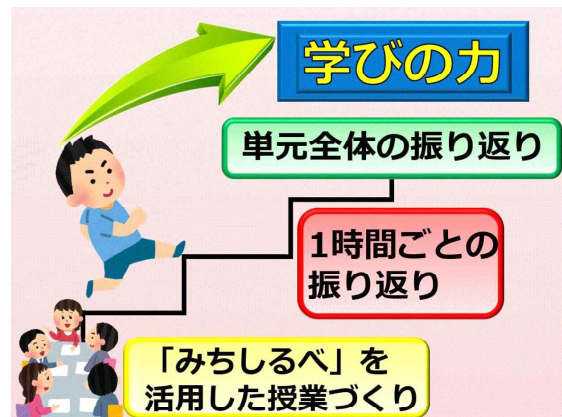 学びの力
単元全体の振り返り
1時間ごとの
振り返り
「みちしるべ」を
活用した授業づくり